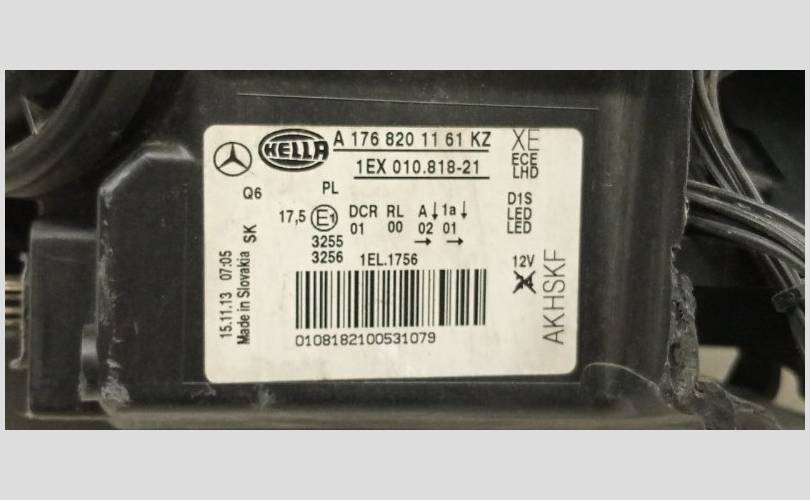 HELLA
A 176 820 11 61 KZ
1EX 010.818-21
XE
ECE
LHD
Q6
PL
D1S
LED
LED
17,5 E1 DCR RL A↓ 1a↓
01 00 02 01
→ →
3255
3256 1EL.1756
12V
AKHSKF
0108182100531079
15.11.13 07:05
Made in Slovakia SK